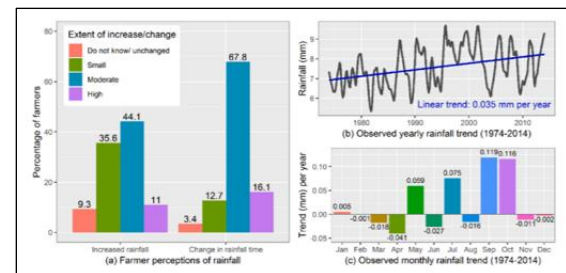 Extent of increase/change
Do not know/ unchanged
Small
Moderate
High
Percentage of farmers
80
60
40
20
0
9.3
35.6
44.1
11
3.4
12.7
67.8
16.1
Increased rainfall
Change in rainfall time
(a) Farmer perceptions of rainfall
Rainfall (mm)
9
8
7
6
Linear trend: 0.035 mm per year
1980
1990
2000
2010
(b) Observed yearly rainfall trend (1974-2014)
Trend (mm) per year
0.10
0.05
0.00
0.05
0.005
-0.001
-0.018
-0.041
0.059
-0.027
0.075
-0.016
0.119
0.116
-0.011
-0.002
Jan Feb Mar Apr May Jun Jul Aug Sep Oct Nov Dec
(c) Observed monthly rainfall trend (1974-2014)